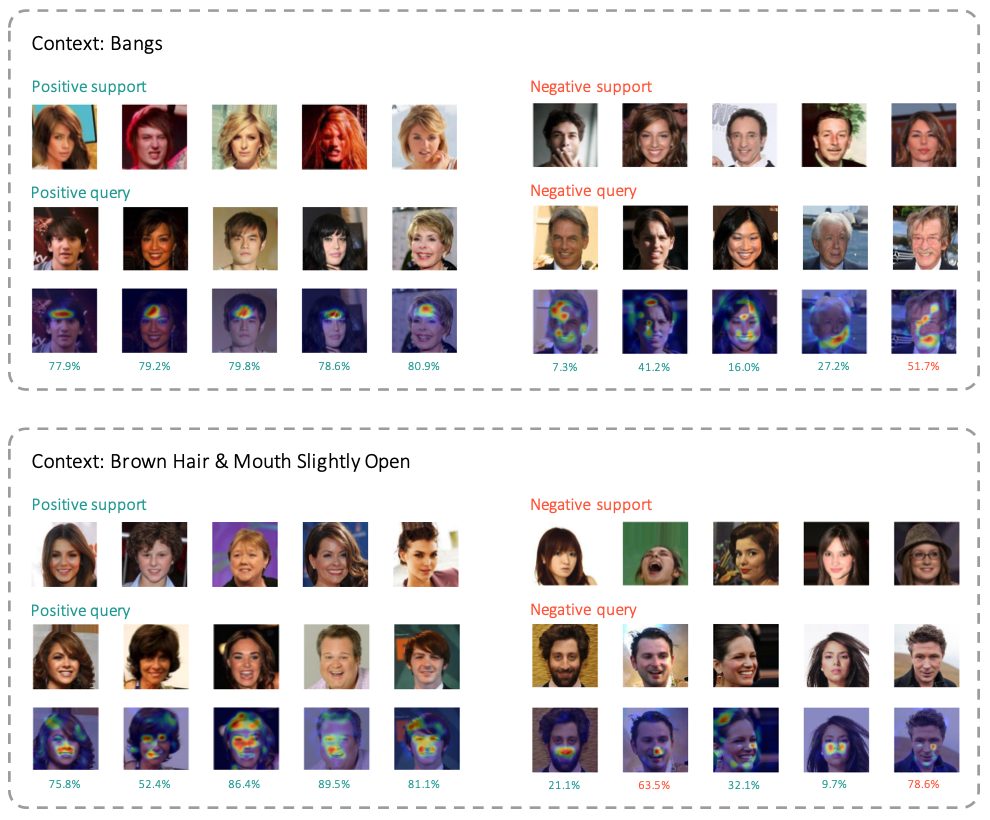 Context: Bangs
Positive support
Negative support
Positive query
Negative query
77.9% 79.2% 79.8% 78.6% 80.9% 7.3% 41.2% 16.0% 27.2% 51.7%
Context: Brown Hair & Mouth Slightly Open
Positive support
Negative support
Positive query
Negative query
75.8% 52.4% 86.4% 89.5% 81.1% 21.1% 63.5% 32.1% 9.7% 78.6%